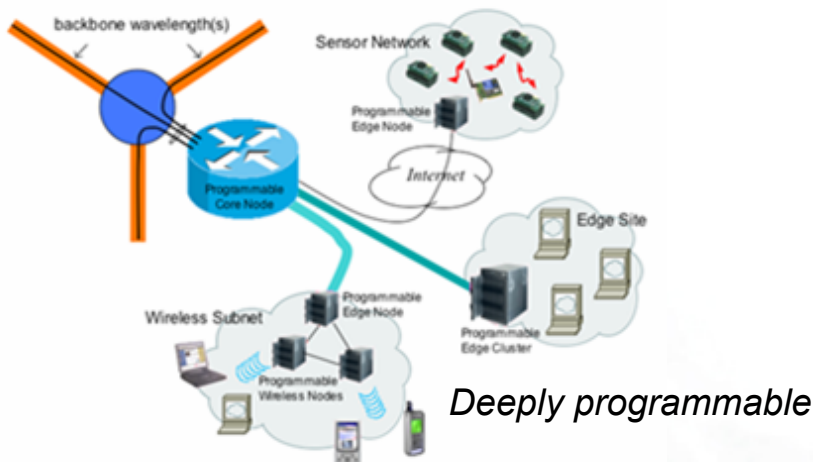 backbone wavelength(s)
Sensor Network
Programmable
Edge Node
Internet
Programmable
Core Node
Edge Site
Programmable
Edge Cluster
Programmable
Edge Node
Wireless Subnet
Programmable
Wireless Nodes
Deeply programmable